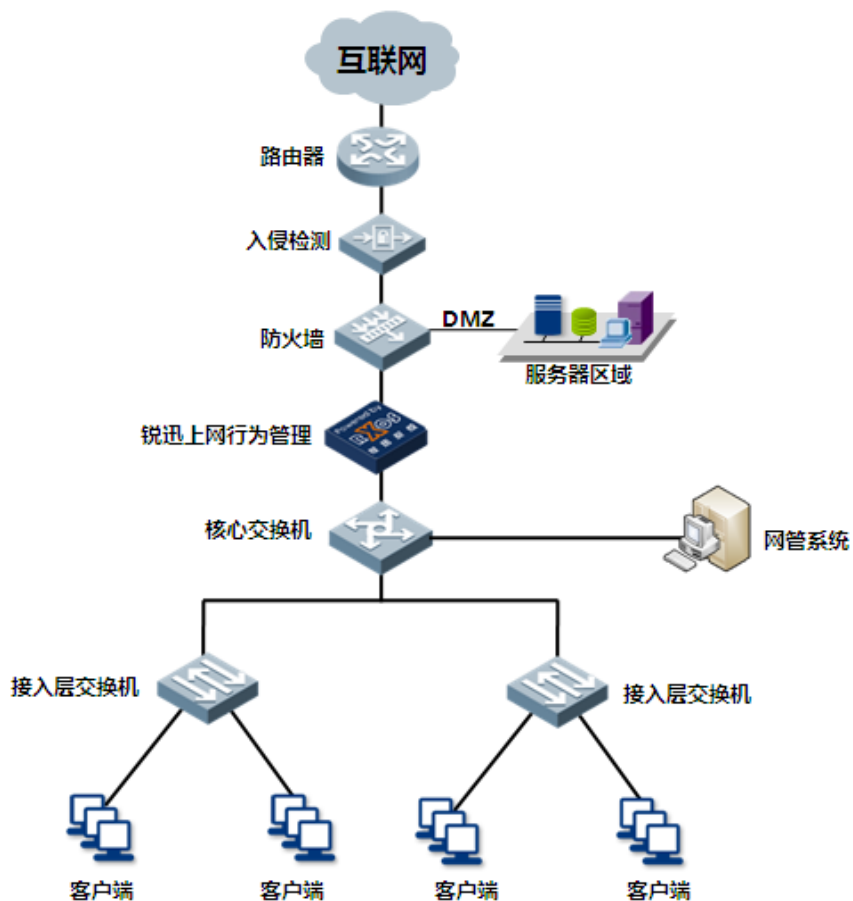 互联网
路由器
入侵检测
防火墙
DMZ
服务器区域
Powered by
RXOS
锐迅上网行为管理
核心交换机
网管系统
接入层交换机
接入层交换机
客户端
客户端
客户端
客户端